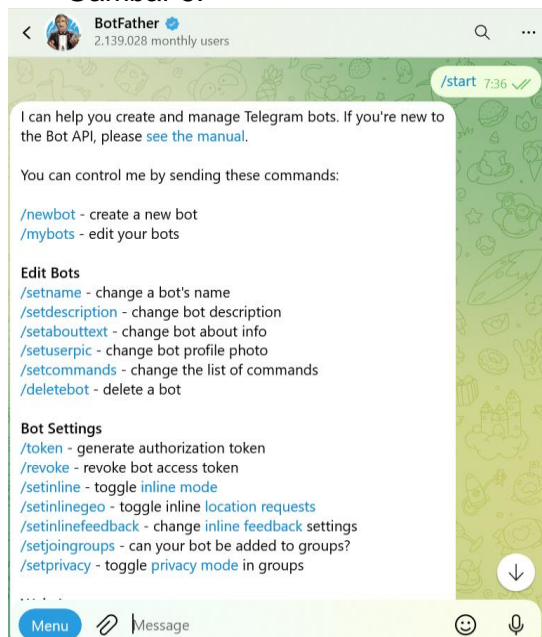 BotFather
2.139.028 monthly users
/start 7:36
I can help you create and manage Telegram bots. If you're new to
the Bot API, please see the manual.
You can control me by sending these commands:
/newbot - create a new bot
/mybots - edit your bots
Edit Bots
/setname - change a bot's name
/setdescription - change bot description
/setabouttext - change bot about info
/setuserpic - change bot profile photo
/setcommands - change the list of commands
/deletebot - delete a bot
Bot Settings
/token - generate authorization token
/revoke - revoke bot access token
/setinline - toggle inline mode
/setinlinegeo - toggle inline location requests
/setinlinefeedback - change inline feedback settings
/setjoingroups - can your bot be added to groups?
/setprivacy - toggle privacy mode in groups
Menu
Message